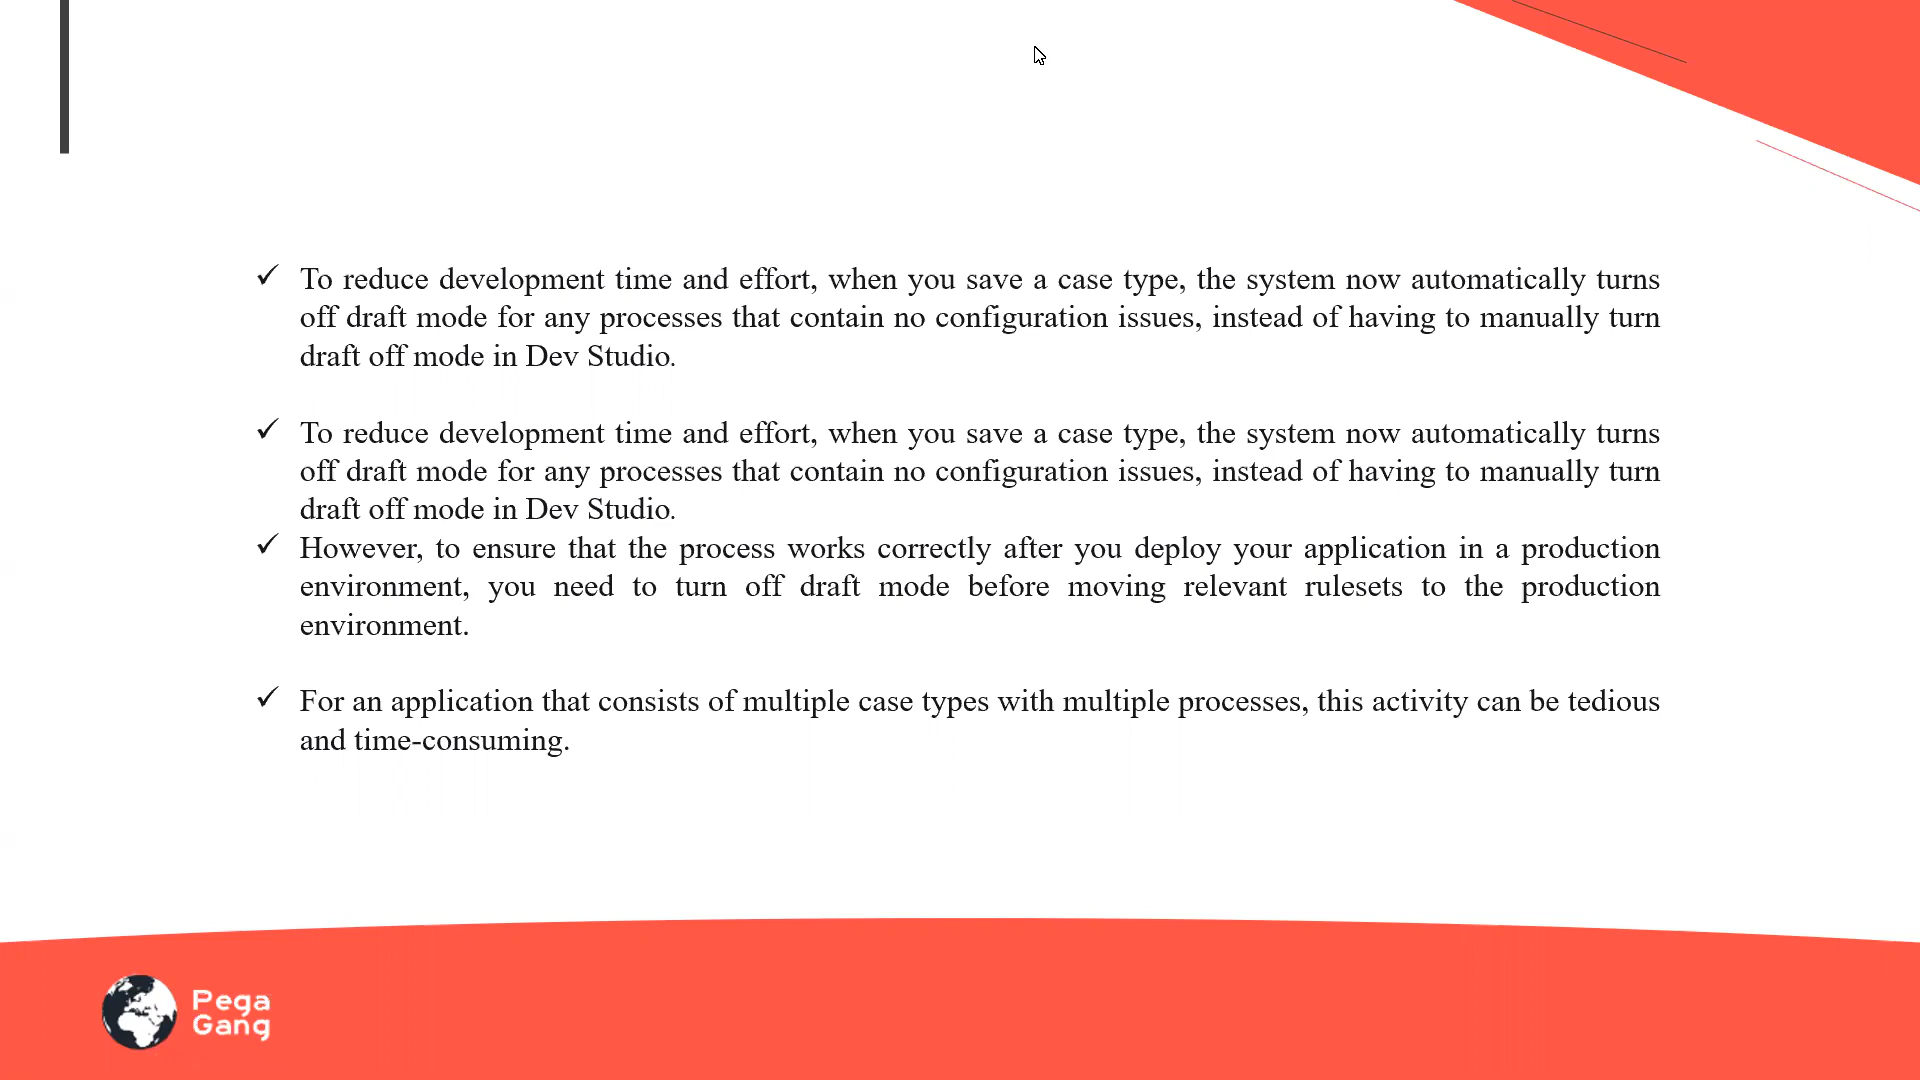 ✓ To reduce development time and effort, when you save a case type, the system now automatically turns
off draft mode for any processes that contain no configuration issues, instead of having to manually turn
draft off mode in Dev Studio.
✓ To reduce development time and effort, when you save a case type, the system now automatically turns
off draft mode for any processes that contain no configuration issues, instead of having to manually turn
draft off mode in Dev Studio.
✓ However, to ensure that the process works correctly after you deploy your application in a production
environment, you need to turn off draft mode before moving relevant rulesets to the production
environment.
✓ For an application that consists of multiple case types with multiple processes, this activity can be tedious
and time-consuming.
Pega
Gang